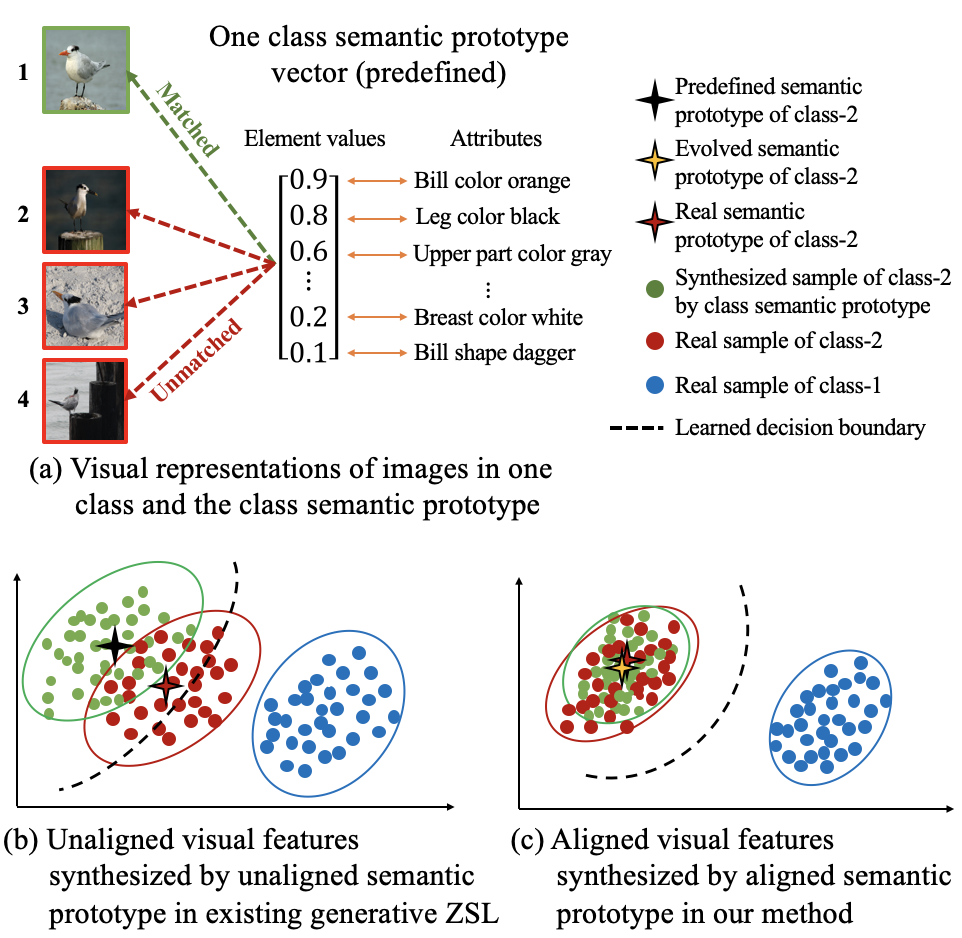 One class semantic prototype
vector (predefined)
1
2
3
4
Matched
Unmatched
Element values
Attributes
0.9
Bill color orange
0.8
Leg color black
0.6
Upper part color gray
⋮
⋮
0.2
Breast color white
0.1
Bill shape dagger
Predefined semantic
prototype of class-2
Evolved semantic
prototype of class-2
Real semantic
prototype of class-2
Synthesized sample of class-2
by class semantic prototype
Real sample of class-2
Real sample of class-1
Learned decision boundary
(a) Visual representations of images in one
class and the class semantic prototype
(b) Unaligned visual features
synthesized by unaligned semantic
prototype in existing generative ZSL
(c) Aligned visual features
synthesized by aligned semantic
prototype in our method